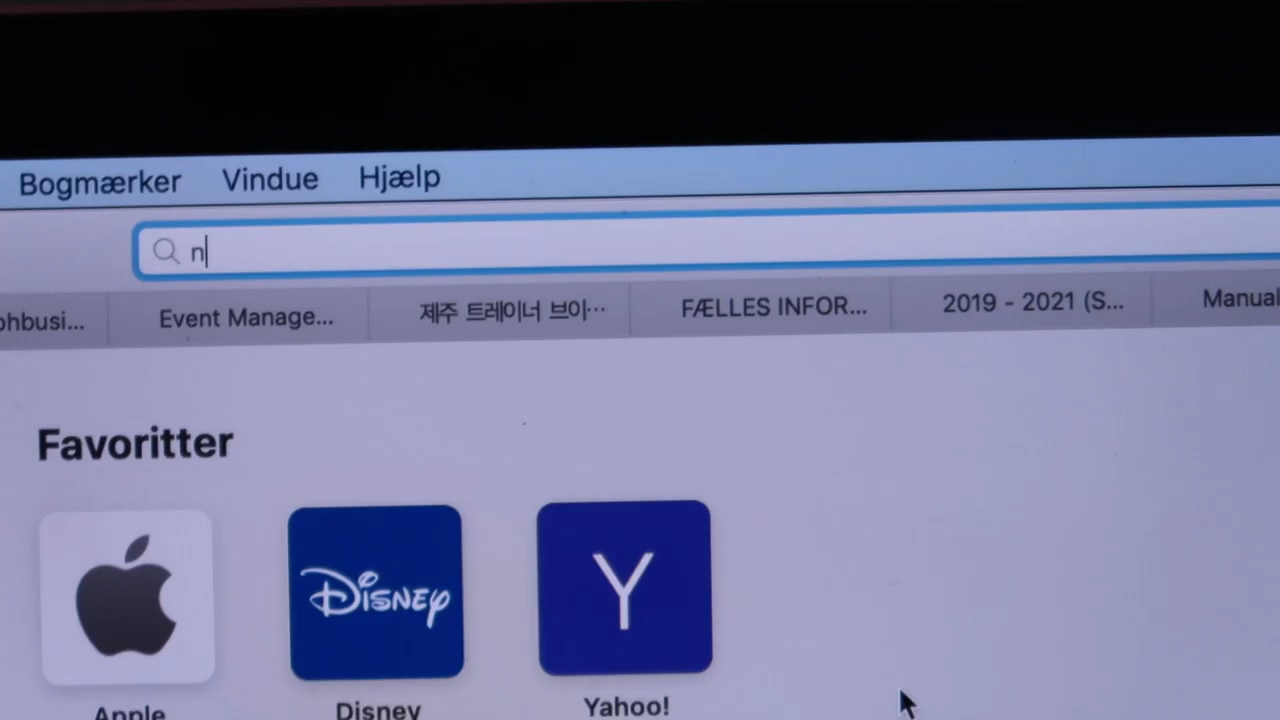 Bogmærker Vindue Hjælp
n
ohbusi... Event Manage... 제주 트레이너 브이… FÆLLES INFOR... 2019 - 2021 (S... Manual
Favoritter
DISNEY Y
Apple Disney Yahoo!